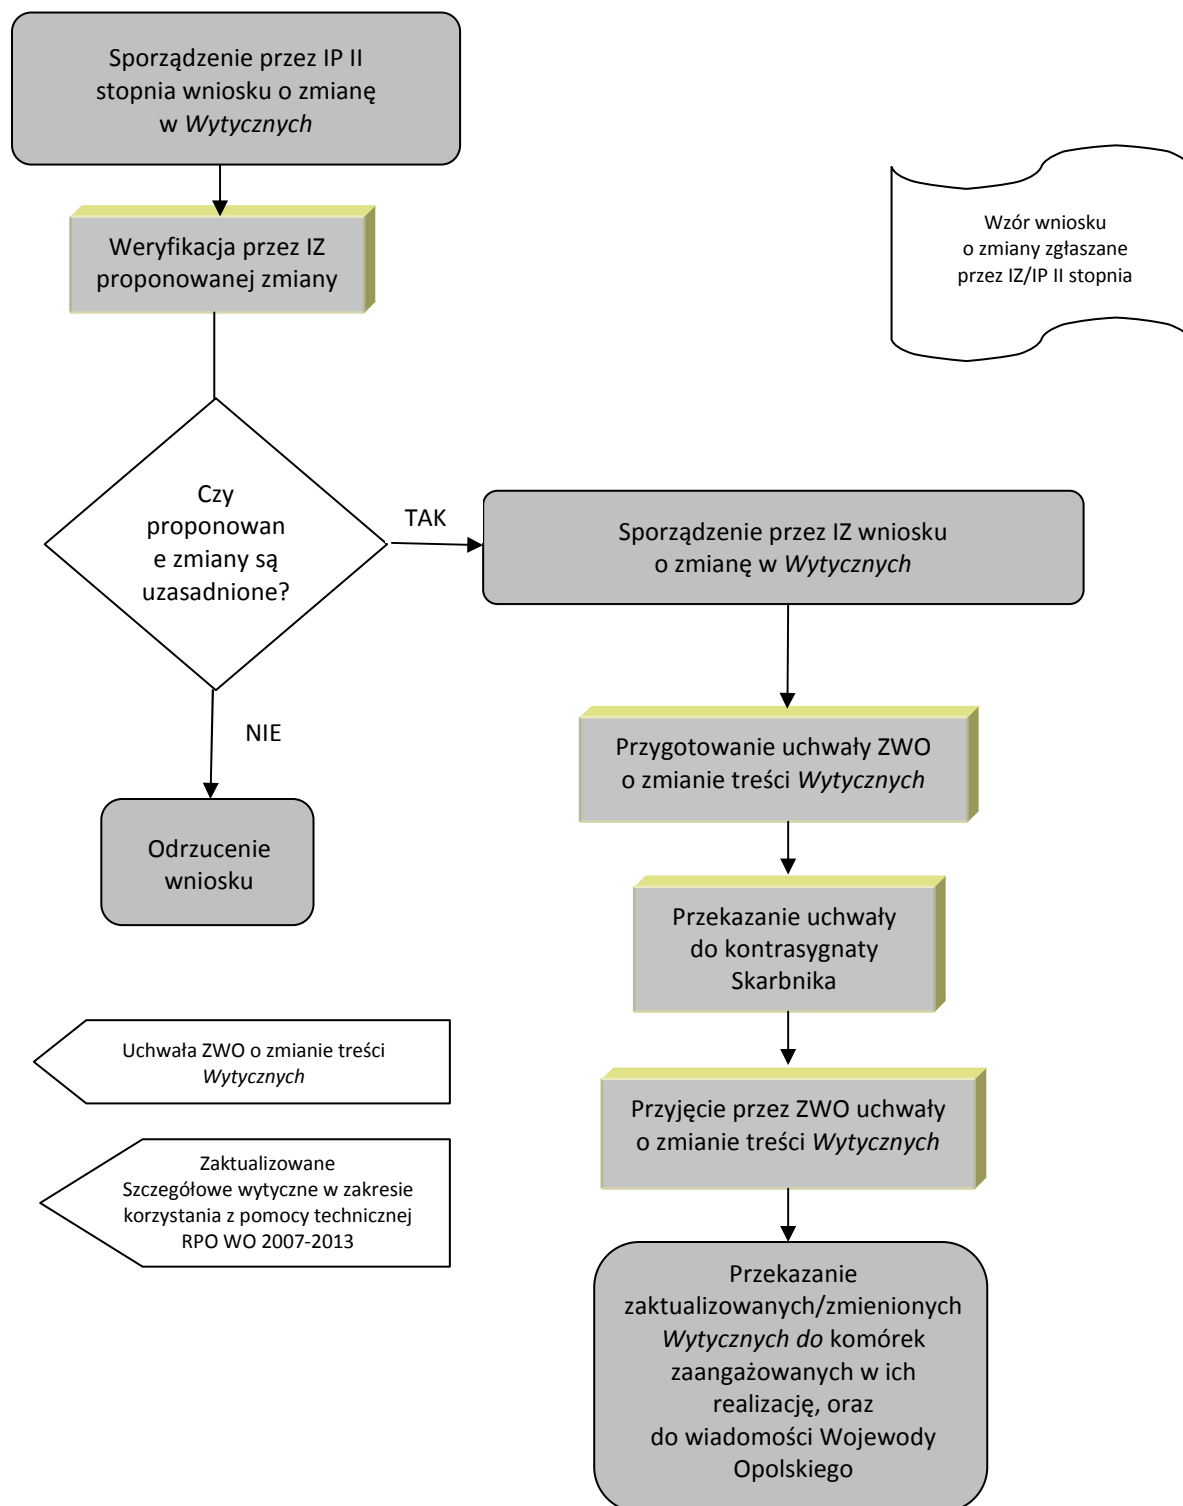 Sporządzenie przez IP II
stopnia wniosku o zmianę
w Wytycznych
Weryfikacja przez IZ
proponowanej zmiany
Wzór wniosku
o zmiany zgłaszane
przez IZ/IP II stopnia
Czy
proponowan
e zmiany są
uzasadnione?
TAK
Sporządzenie przez IZ wniosku
o zmianę w Wytycznych
NIE
Odrzucenie
wniosku
Przygotowanie uchwały ZWO
o zmianie treści Wytycznych
Przekazanie uchwały
do kontrasygnaty
Skarbnika
Uchwała ZWO o zmianie treści
Wytycznych
Przyjęcie przez ZWO uchwały
o zmianie treści Wytycznych
Zaktualizowane
Szczegółowe wytyczne w zakresie
korzystania z pomocy technicznej
RPO WO 2007-2013
Przekazanie
zaktualizowanych/zmienionych
Wytycznych do komórek
zaangażowanych w ich
realizację, oraz
do wiadomości Wojewody
Opolskiego